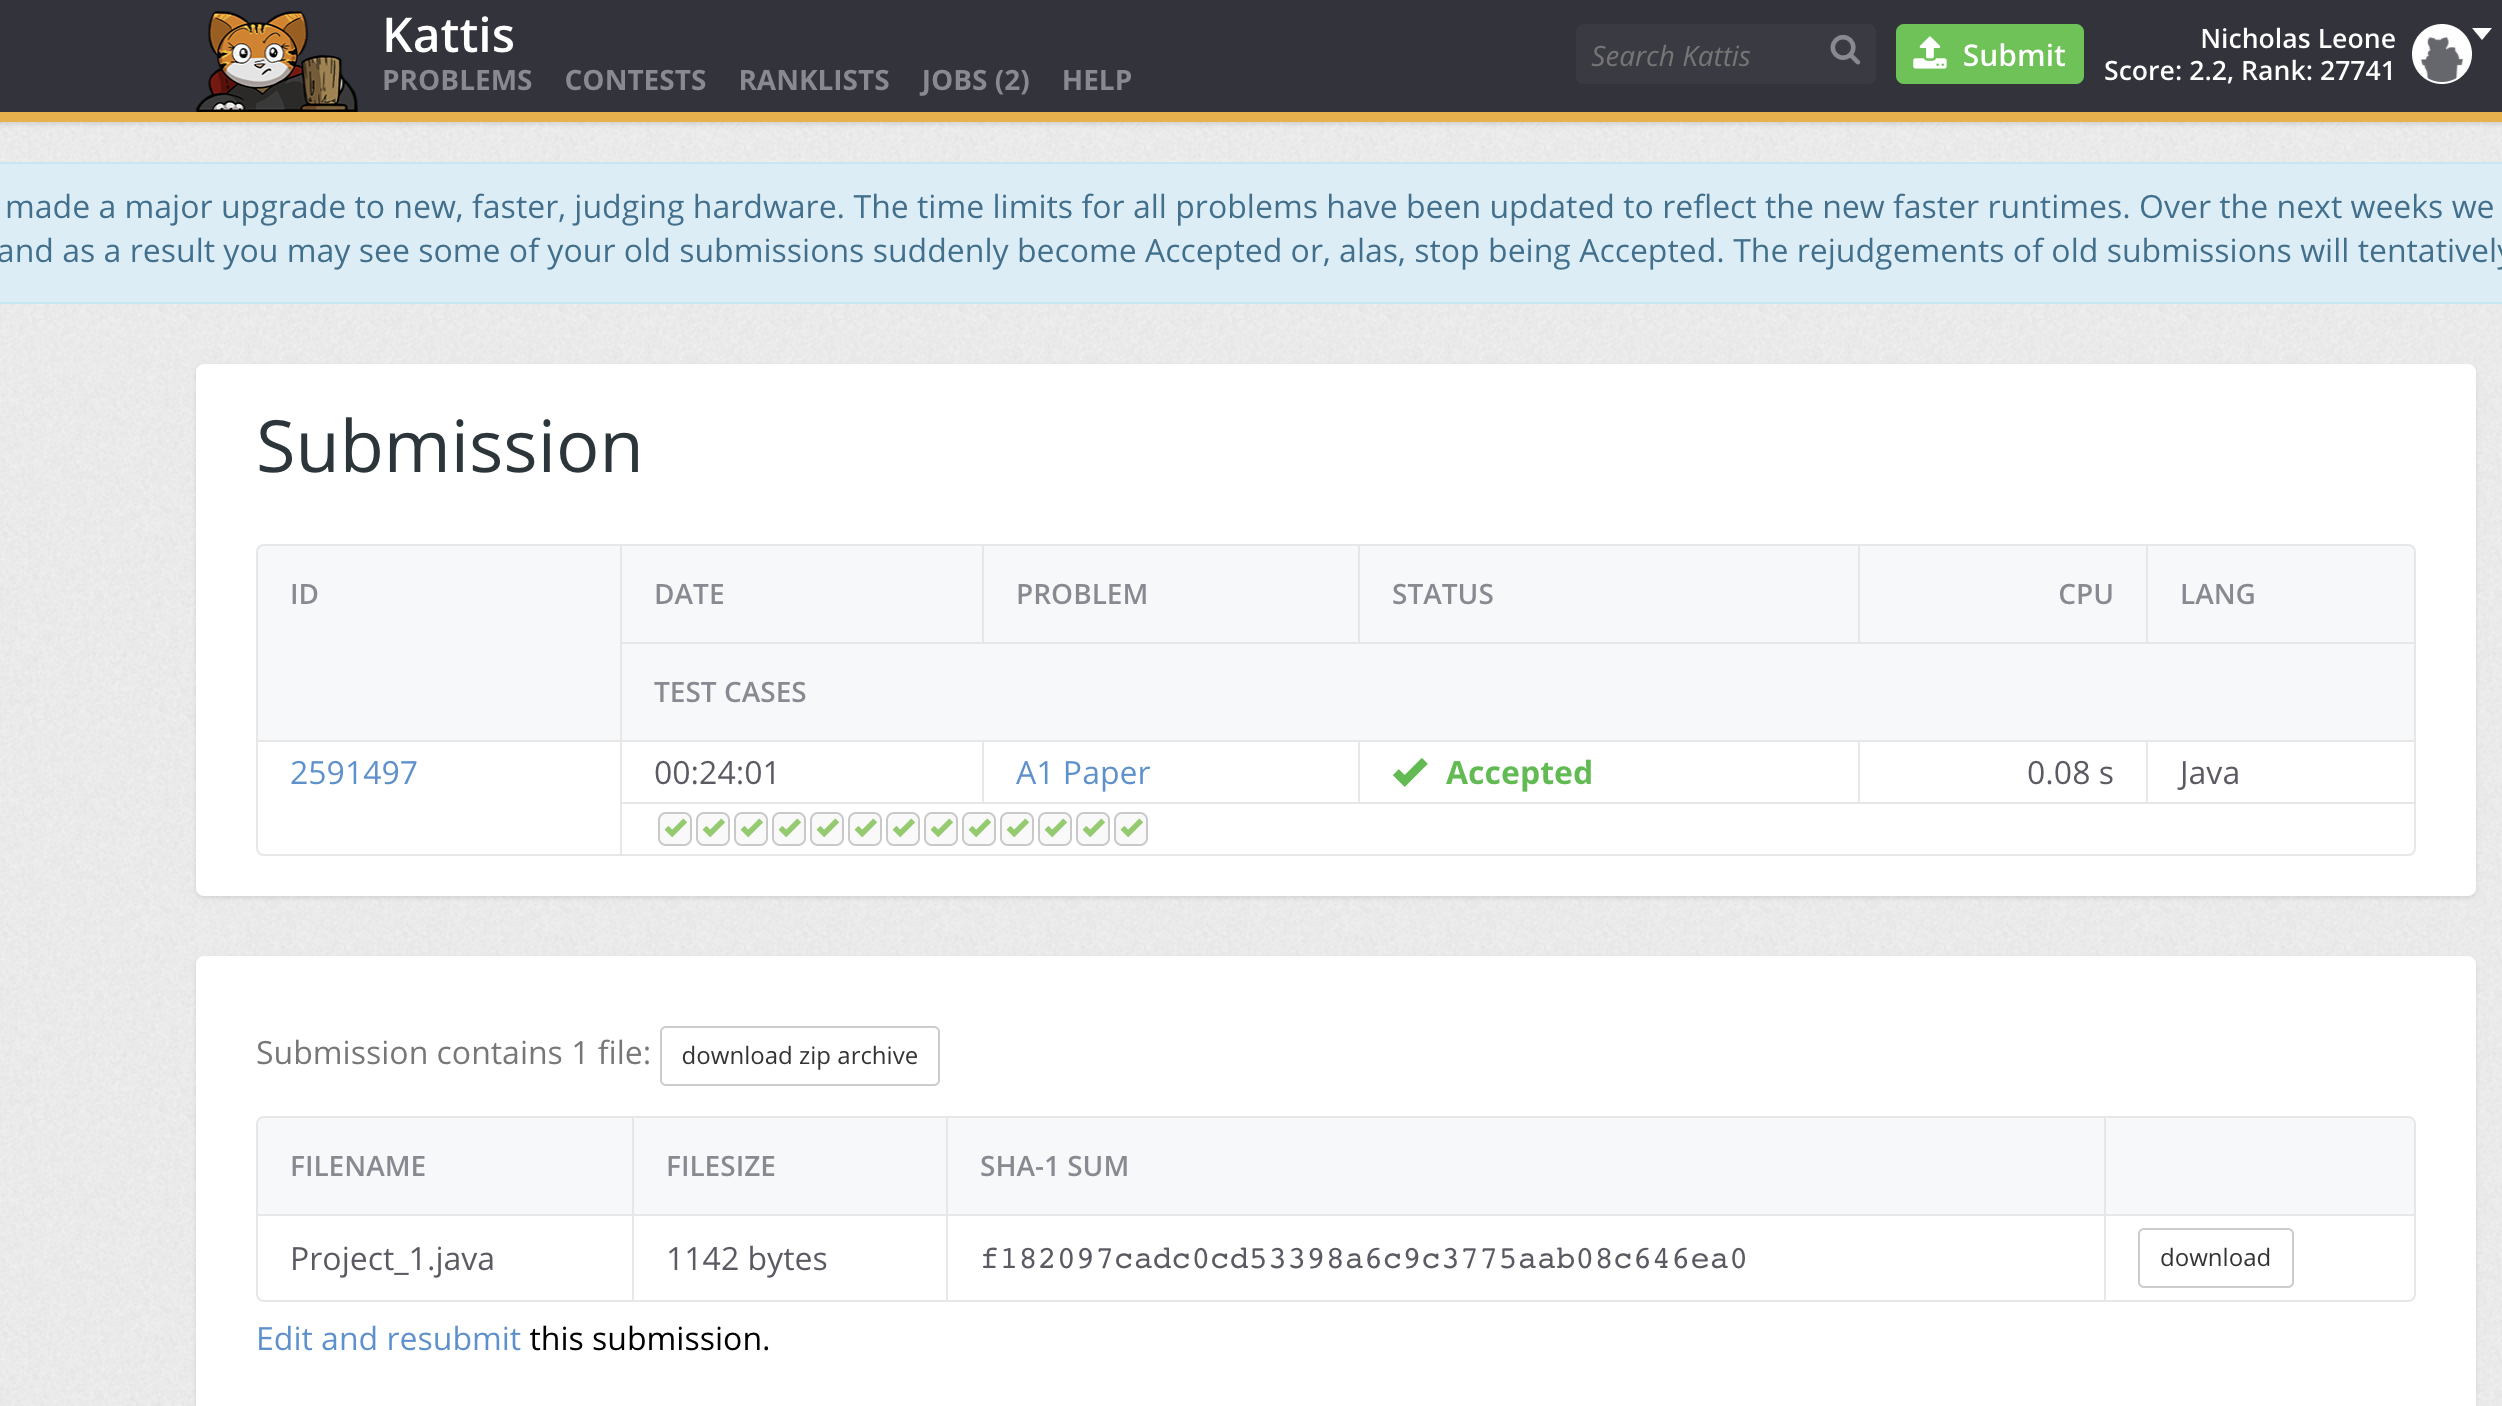 Kattis
PROBLEMS CONTESTS RANKLISTS JOBS (2) HELP
Search Kattis
Submit
Nicholas Leone
Score: 2.2, Rank: 27741
made a major upgrade to new, faster, judging hardware. The time limits for all problems have been updated to reflect the new faster runtimes. Over the next weeks we
and as a result you may see some of your old submissions suddenly become Accepted or, alas, stop being Accepted. The rejudgements of old submissions will tentatively
Submission
ID DATE PROBLEM STATUS CPU LANG
TEST CASES
2591497 00:24:01 A1 Paper Accepted 0.08 s Java
Submission contains 1 file: download zip archive
FILENAME FILESIZE SHA-1 SUM
Project_1.java 1142 bytes f182097cadc0cd53398a6c9c3775aab08c646ea0 download
Edit and resubmit this submission.